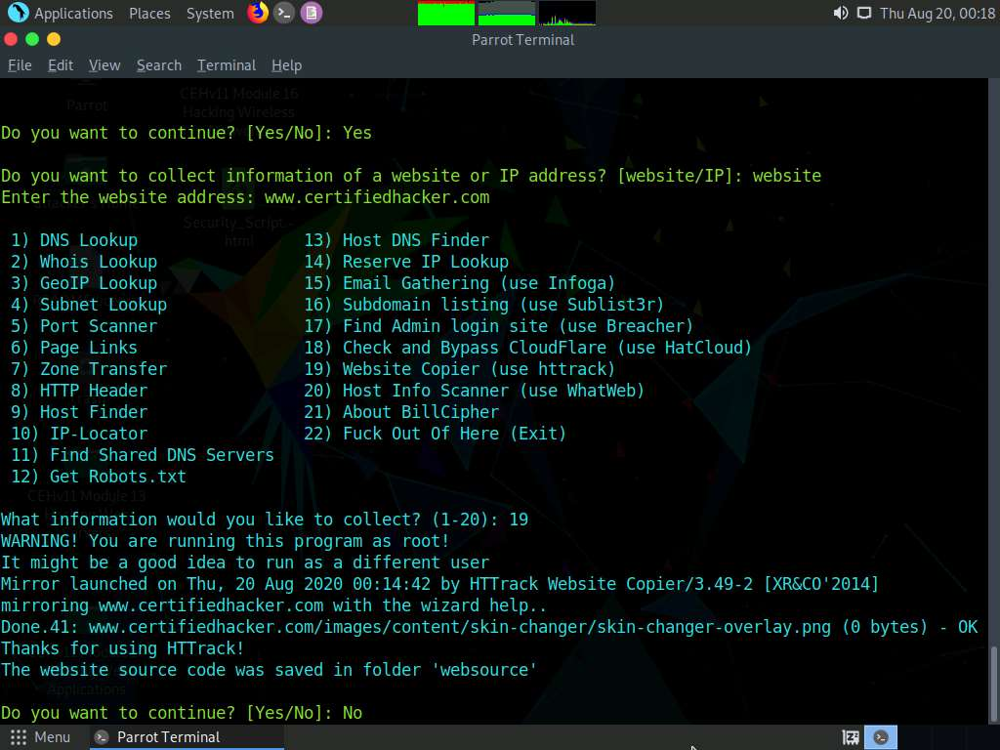 Applications Places System Thu Aug 20, 00:18
Parrot Terminal
File Edit View Search Terminal Help
Parrot
CEHv11 Module 16
Hacking Wireless
Do you want to continue? [Yes/No]: Yes
Do you want to collect information of a website or IP address? [website/IP]: website
Enter the website address: www.certifiedhacker.com
Security_Script.-
html
1) DNS Lookup 13) Host DNS Finder
2) Whois Lookup 14) Reserve IP Lookup
3) GeoIP Lookup 15) Email Gathering (use Infoga)
4) Subnet Lookup 16) Subdomain listing (use Sublist3r)
5) Port Scanner 17) Find Admin login site (use Breacher)
6) Page Links 18) Check and Bypass CloudFlare (use HatCloud)
7) Zone Transfer 19) Website Copier (use httrack)
8) HTTP Header 20) Host Info Scanner (use WhatWeb)
9) Host Finder 21) About BillCipher
10) IP-Locator 22) Fuck Out Of Here (Exit)
11) Find Shared DNS Servers
12) Get Robots.txt
CEHv11 Module 13
What information would you like to collect? (1-20): 19
WARNING! You are running this program as root!
It might be a good idea to run as a different user
Mirror launched on Thu, 20 Aug 2020 00:14:42 by HTTrack Website Copier/3.49-2 [XR&CO'2014]
mirroring www.certifiedhacker.com with the wizard help..
Done.41: www.certifiedhacker.com/images/content/skin-changer/skin-changer-overlay.png (0 bytes) - OK
Thanks for using HTTrack!
The website source code was saved in folder 'websource'
Applications
Do you want to continue? [Yes/No]: No
Menu Parrot Terminal